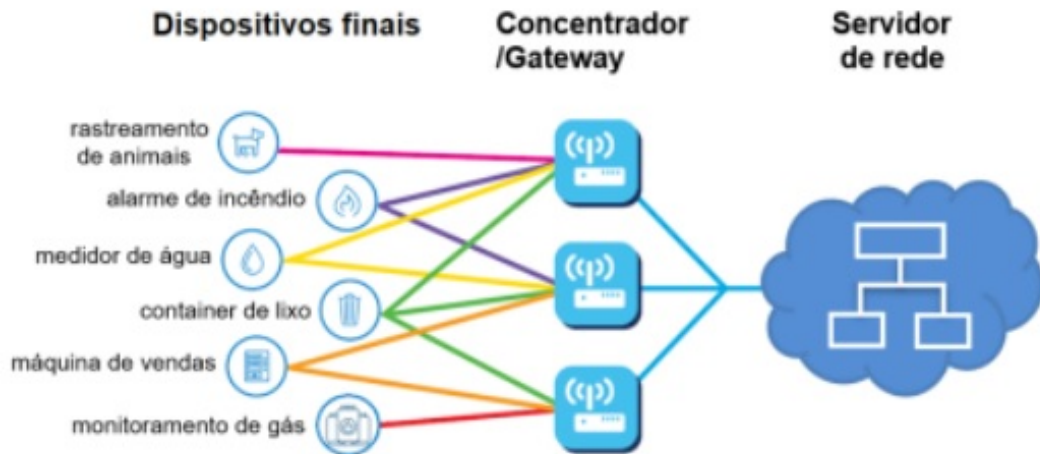 Dispositivos finais
Concentrador
/Gateway
Servidor
de rede
rastreamento
de animais
alarme de incêndio
medidor de água
container de lixo
máquina de vendas
monitoramento de gás